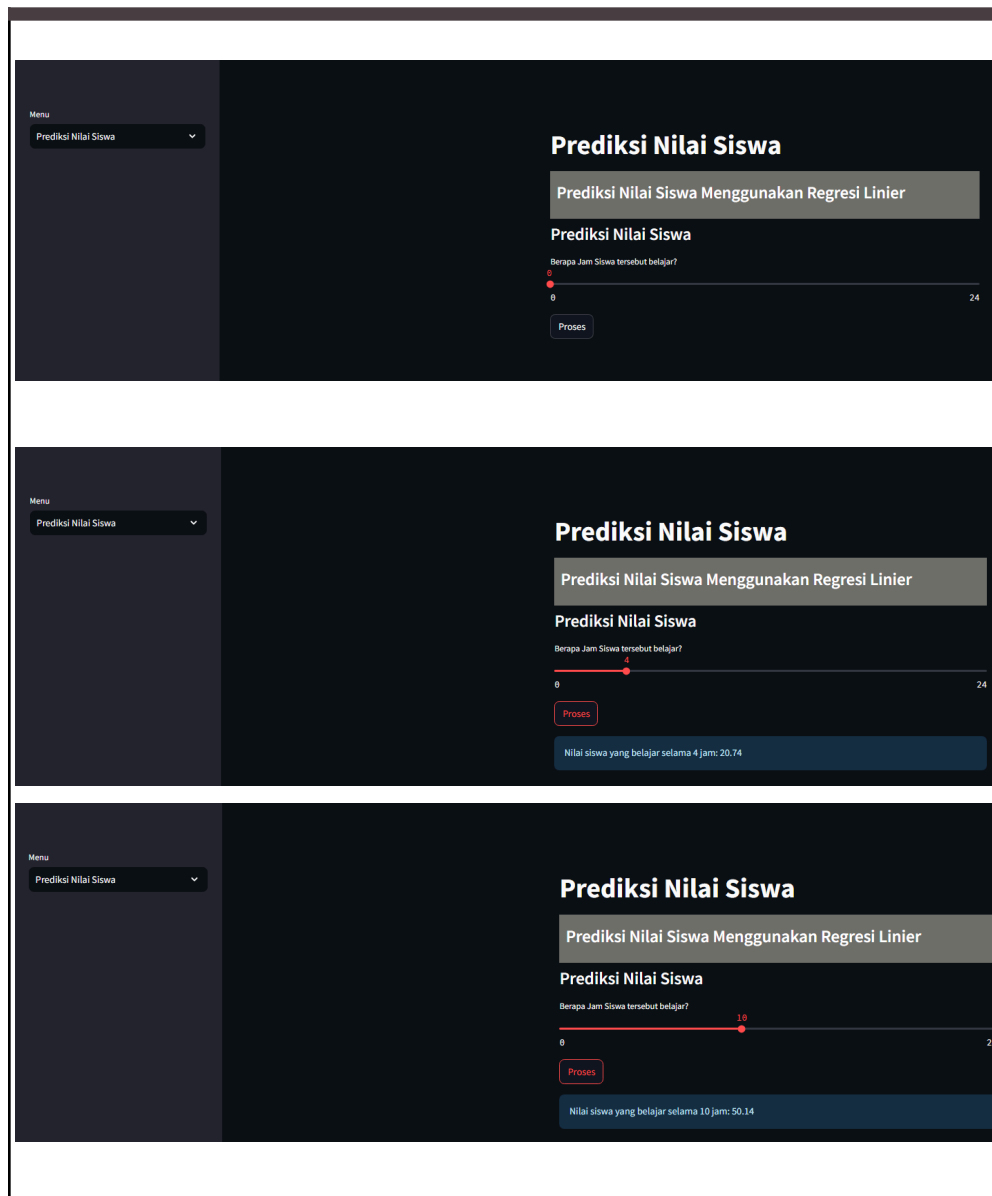 Menu
Prediksi Nilai Siswa
Prediksi Nilai Siswa
Prediksi Nilai Siswa Menggunakan Regresi Linier
Prediksi Nilai Siswa
Berapa Jam Siswa tersebut belajar?
0
0 24
Proses
Menu
Prediksi Nilai Siswa
Prediksi Nilai Siswa
Prediksi Nilai Siswa Menggunakan Regresi Linier
Prediksi Nilai Siswa
Berapa Jam Siswa tersebut belajar?
4
0 24
Proses
Nilai siswa yang belajar selama 4 jam: 20.74
Menu
Prediksi Nilai Siswa
Prediksi Nilai Siswa
Prediksi Nilai Siswa Menggunakan Regresi Linier
Prediksi Nilai Siswa
Berapa Jam Siswa tersebut belajar?
10
0 2
Proses
Nilai siswa yang belajar selama 10 jam: 50.14